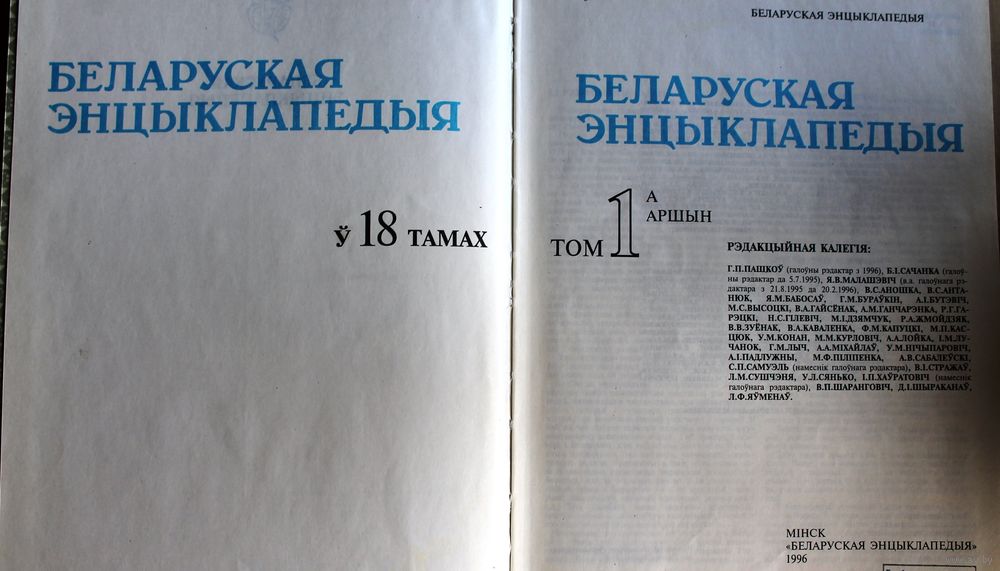 БЕЛАРУСКАЯ
ЭНЦЫКЛАПЕДЫЯ
Ў 18 ТАМАХ
БЕЛАРУСКАЯ ЭНЦЫКЛАПЕДЫЯ
БЕЛАРУСКАЯ
ЭНЦЫКЛАПЕДЫЯ
ТОМ 1
А
АРШЫН
РЭДАКЦЫЙНАЯ КАЛЕГІЯ:
Г.П.ПАШКОЎ (галоўны рэдактар з 1996), Б.І.САЧАНКА (галоў-
ны рэдактар да 5.7.1995), Я.В.МАЛАШЭВІЧ (в.а. галоўнага рэ-
дактара з 21.8.1995 да 20.2.1996), В.С.АНОШКА, В.С.АНТА-
НЮК, Я.М.БАБОСАЎ, Г.М.БУРАЎКІН, А.І.БУТЭВІЧ,
М.С.ВЫСОЦКІ, В.А.ГАЙСЁНАК, А.М.ГАНЧАРЭНКА, Р.Г.ГА-
РЭЦКІ, Н.С.ГІЛЕВІЧ, М.І.ДЗЯМЧУК, Р.А.ЖМОЙДЗЯК,
В.В.ЗУЁНАК, В.А.КАВАЛЕНКА, Ф.М.КАПУЦКІ, М.П.КАС-
ЦЮК, У.М.КОНАН, М.М.КУРЛОВІЧ, А.А.ЛОЙКА, І.М.ЛУ-
ЧАНОК, Г.М.ЛЫЧ, А.А.МІХАЙЛАЎ, У.М.НІЧЫПАРОВІЧ,
А.І.ПАДЛУЖНЫ, М.Ф.ПІЛІПЕНКА, А.В.САБАЛЕЎСКІ,
С.П.САМУЭЛЬ (намеснік галоўнага рэдактара), В.І.СТРАЖАЎ,
Л.М.СУШЧЭНЯ, У.Л.СЯНЬКО, І.П.ХАЎРАТОВІЧ (намеснік
галоўнага рэдактара), В.П.ШАРАНГОВІЧ, Д.І.ШЫРАКАНАЎ,
Л.Ф.ЯЎМЕНАЎ.
МІНСК
«БЕЛАРУСКАЯ ЭНЦЫКЛАПЕДЫЯ»
1996